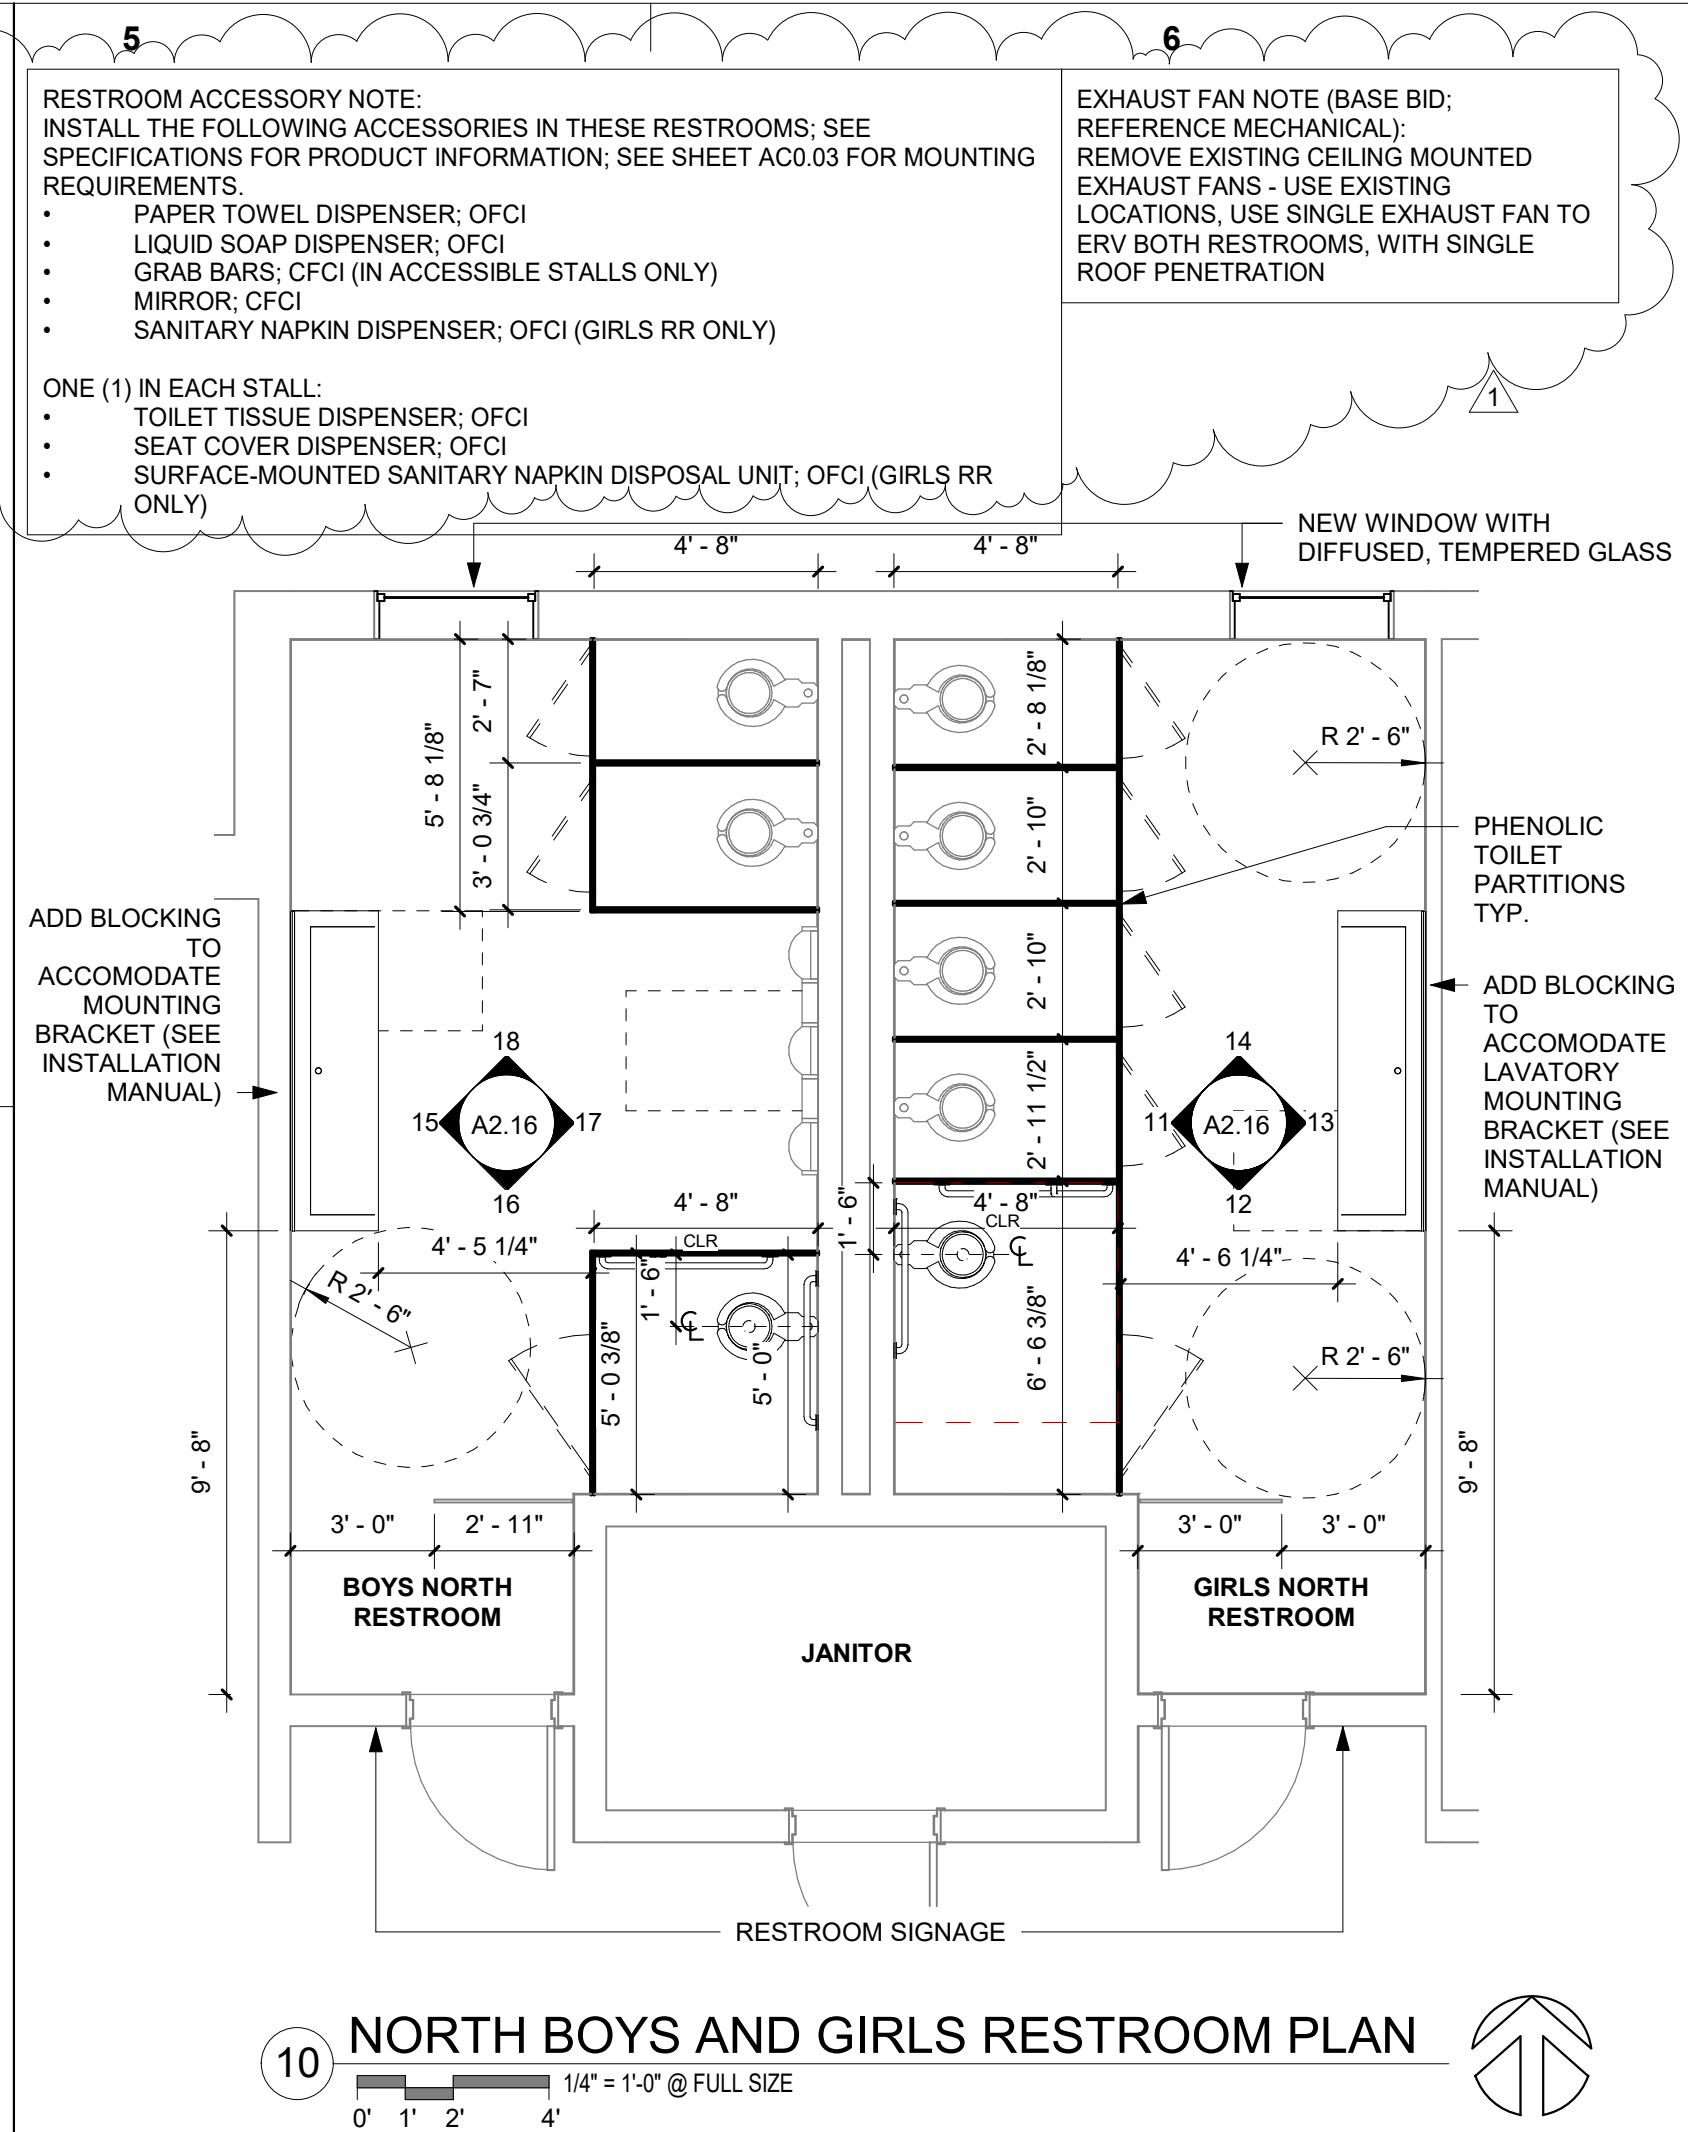 5
6
RESTROOM ACCESSORY NOTE:
INSTALL THE FOLLOWING ACCESSORIES IN THESE RESTROOMS; SEE
SPECIFICATIONS FOR PRODUCT INFORMATION; SEE SHEET AC0.03 FOR MOUNTING
REQUIREMENTS.
• PAPER TOWEL DISPENSER; OFCI
• LIQUID SOAP DISPENSER; OFCI
• GRAB BARS; CFCI (IN ACCESSIBLE STALLS ONLY)
• MIRROR; CFCI
• SANITARY NAPKIN DISPENSER; OFCI (GIRLS RR ONLY)
ONE (1) IN EACH STALL:
• TOILET TISSUE DISPENSER; OFCI
• SEAT COVER DISPENSER; OFCI
• SURFACE-MOUNTED SANITARY NAPKIN DISPOSAL UNIT; OFCI (GIRLS RR
ONLY)
EXHAUST FAN NOTE (BASE BID;
REFERENCE MECHANICAL):
REMOVE EXISTING CEILING MOUNTED
EXHAUST FANS - USE EXISTING
LOCATIONS, USE SINGLE EXHAUST FAN TO
ERV BOTH RESTROOMS, WITH SINGLE
ROOF PENETRATION
1
NEW WINDOW WITH
DIFFUSED, TEMPERED GLASS
4' - 8"
4' - 8"
5' - 8 1/8"
2' - 7"
3' - 0 3/4"
2' - 8 1/8"
2' - 10"
2' - 10"
2' - 11 1/2"
6' - 6 3/8"
R 2' - 6"
PHENOLIC
TOILET
PARTITIONS
TYP.
ADD BLOCKING
TO
ACCOMODATE
MOUNTING
BRACKET (SEE
INSTALLATION
MANUAL)
ADD BLOCKING
TO
ACCOMODATE
LAVATORY
MOUNTING
BRACKET (SEE
INSTALLATION
MANUAL)
18
15
A2.16
17
16
14
11
A2.16
13
12
4' - 8"
CLR
1' - 6"
4' - 8"
CLR
4' - 5 1/4"
4' - 6 1/4"
R 2' - 6"
1' - 6"
℄
℄
5' - 0 3/8"
5' - 0"
R 2' - 6"
9' - 8"
9' - 8"
3' - 0"
2' - 11"
3' - 0"
3' - 0"
BOYS NORTH
RESTROOM
GIRLS NORTH
RESTROOM
JANITOR
RESTROOM SIGNAGE
10
NORTH BOYS AND GIRLS RESTROOM PLAN
1/4" = 1'-0" @ FULL SIZE
0' 1' 2' 4'